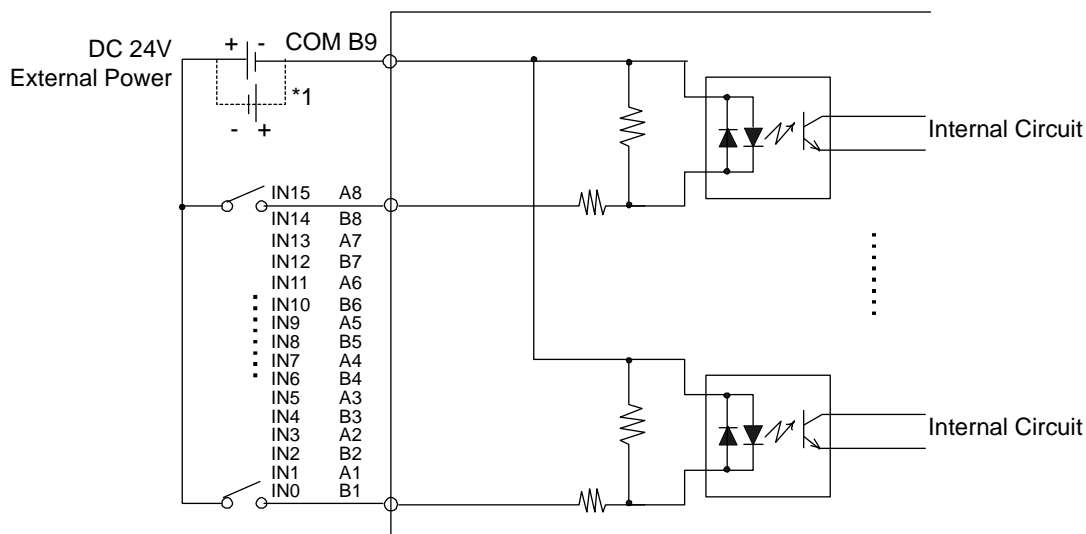 DC 24V
External Power
+ -
COM B9
*1
- +
Internal Circuit
IN15 A8
IN14 B8
IN13 A7
IN12 B7
IN11 A6
IN10 B6
IN9 A5
IN8 B5
IN7 A4
IN6 B4
IN5 A3
IN4 B3
IN3 A2
IN2 B2
IN1 A1
IN0 B1
Internal Circuit